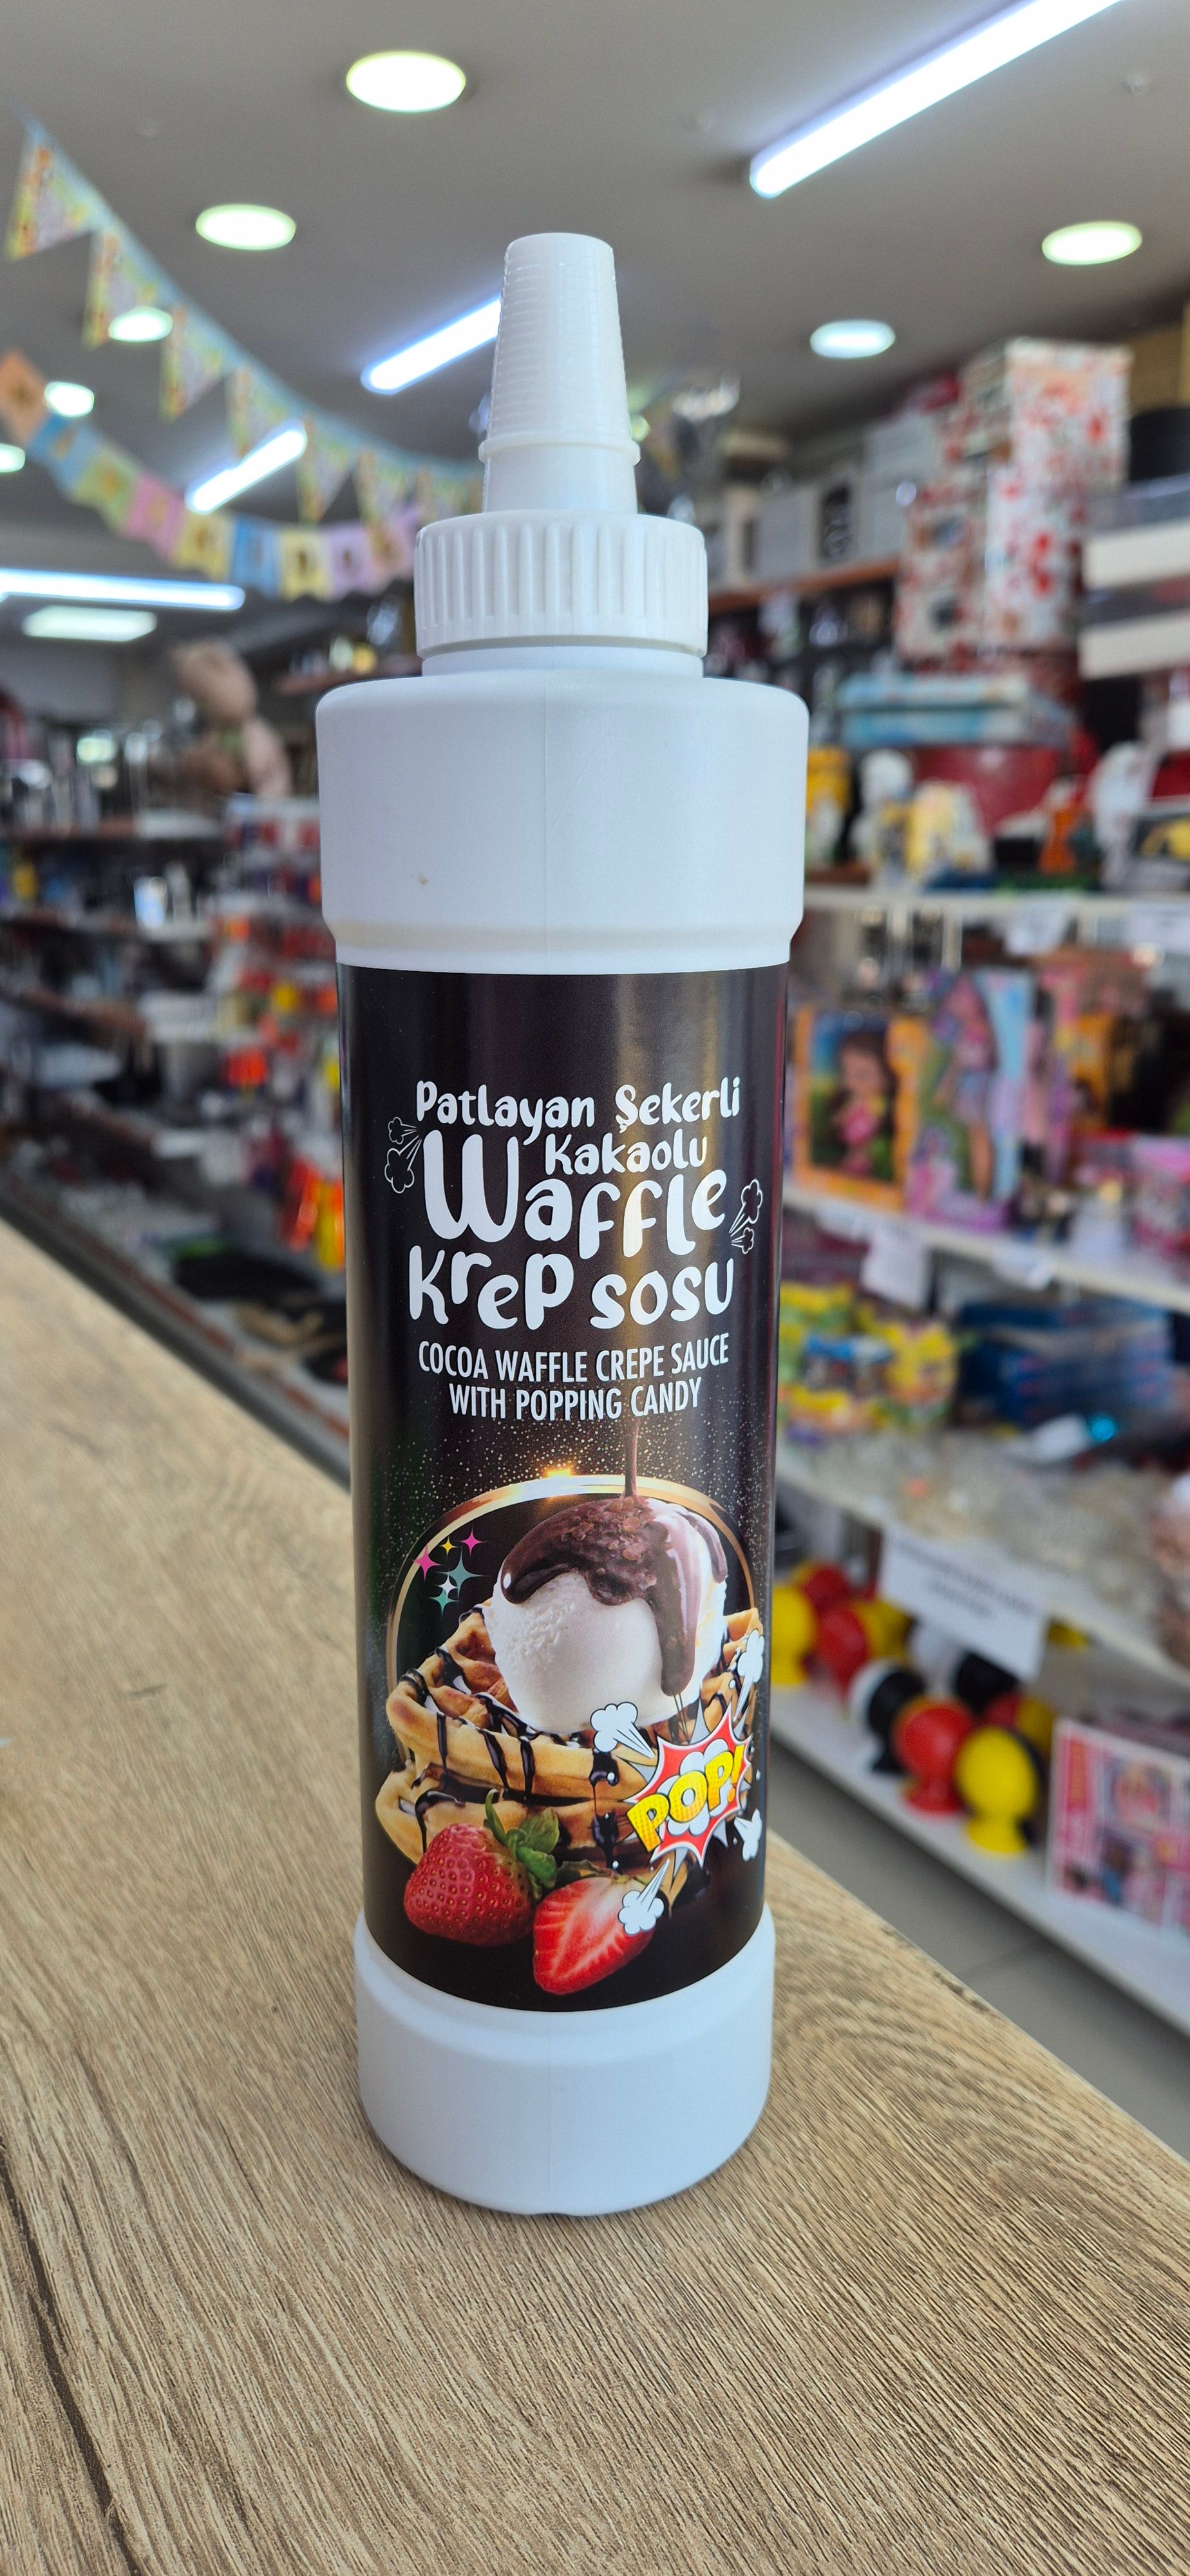 Patlayan Şekerli
Kakaolu
Waffle
Krep sosu
COCOA WAFFLE CREPE SAUCE
WITH POPPING CANDY
POP!